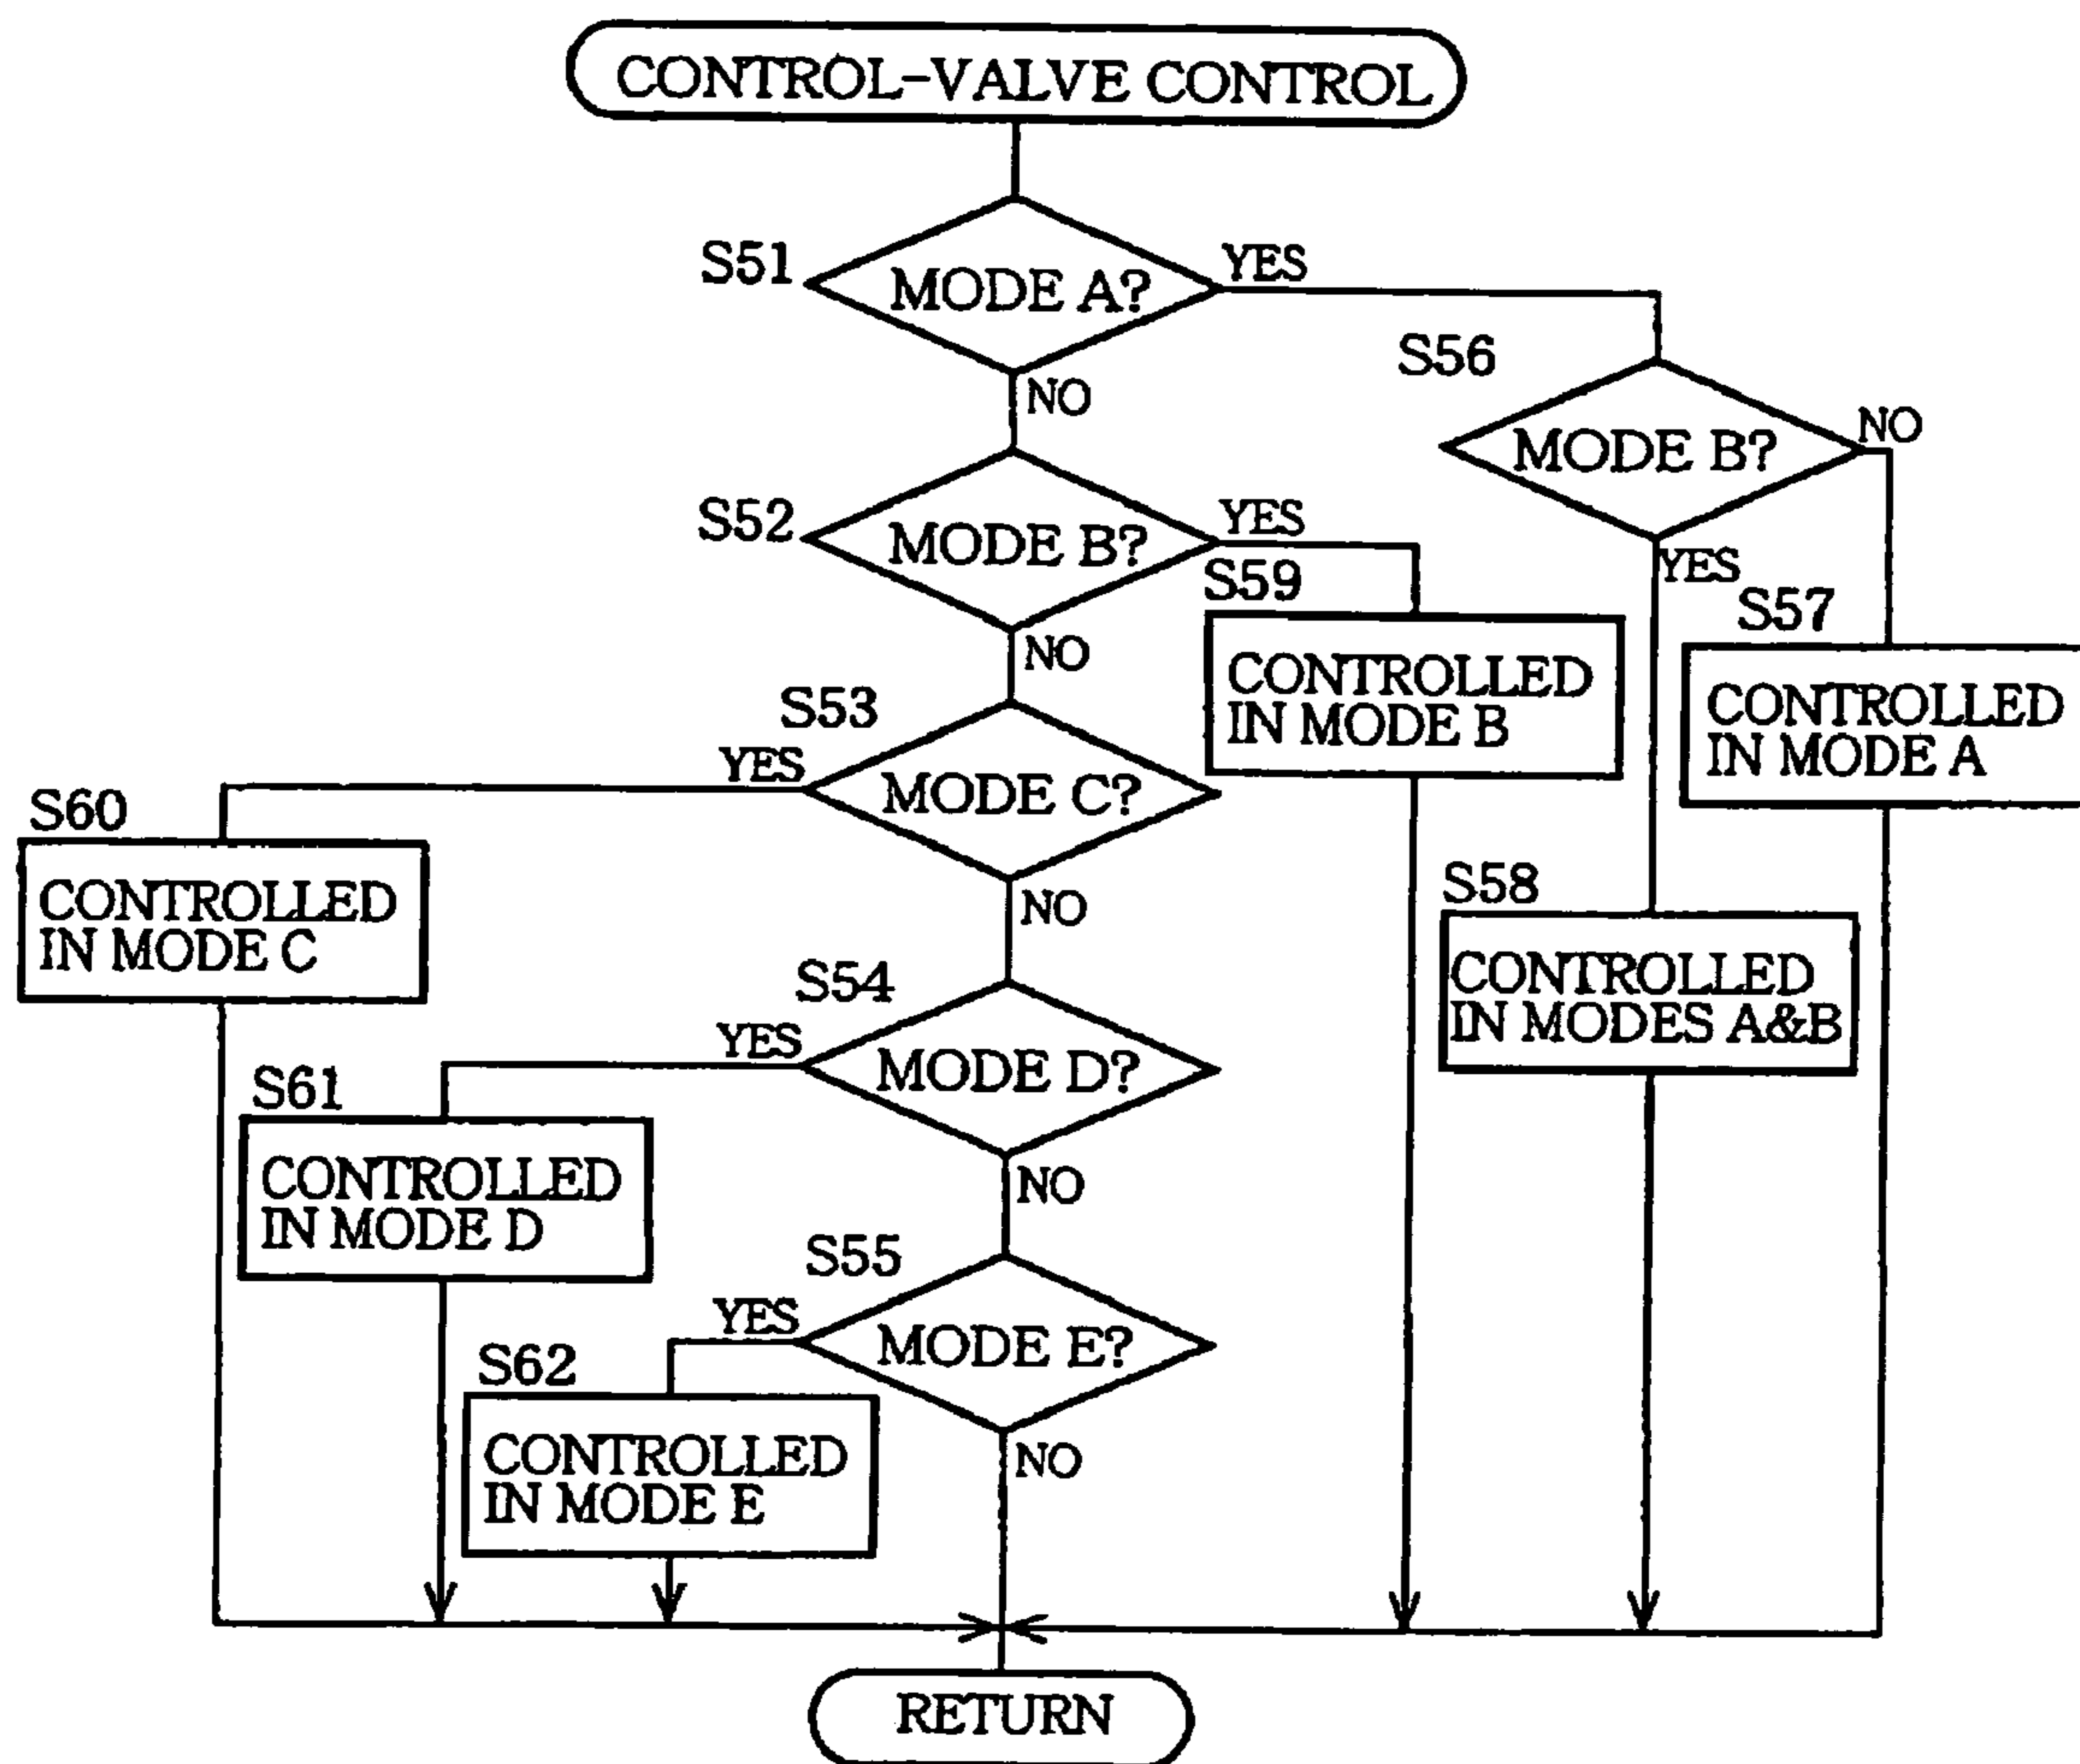 CONTROL-VALVE CONTROL
S51
MODE A?
YES
NO
S56
MODE B?
NO
YES
S52
MODE B?
YES
NO
S59
CONTROLLED
IN MODE B
S57
CONTROLLED
IN MODE A
S53
YES
MODE C?
NO
S60
CONTROLLED
IN MODE C
S58
CONTROLLED
IN MODES A&B
S54
YES
MODE D?
NO
S61
CONTROLLED
IN MODE D
S55
YES
MODE E?
NO
S62
CONTROLLED
IN MODE E
RETURN